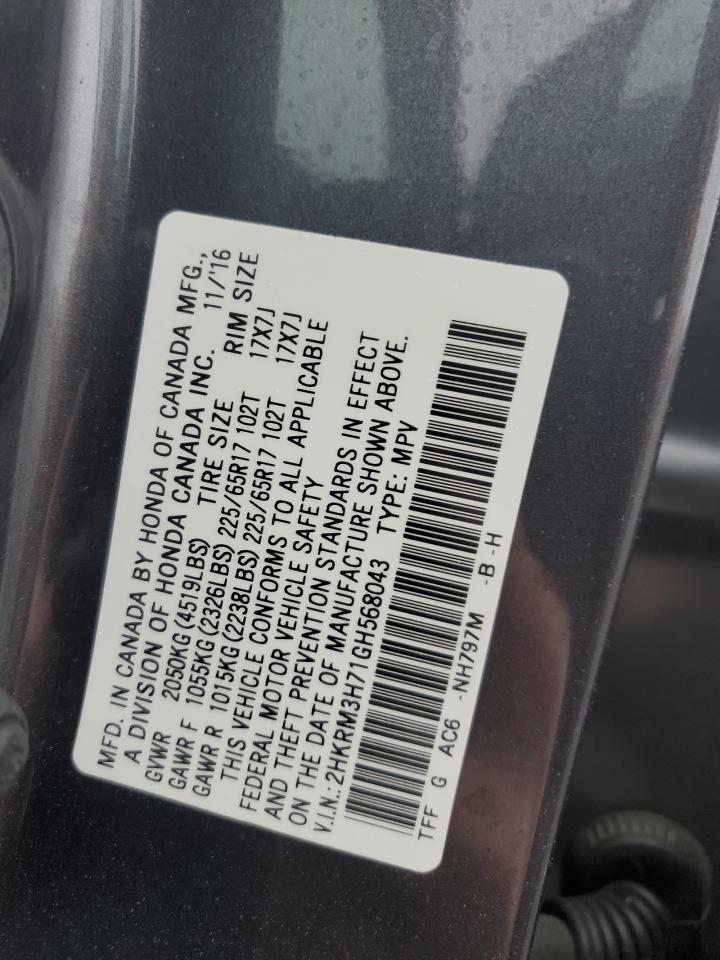 MFD. IN CANADA BY HONDA OF CANADA MFG.,
A DIVISION OF HONDA CANADA INC. 11/'16
GVWR 2050KG(4519LBS) TIRE SIZE RIM SIZE
GAWR F 1055KG(2326LBS) 225/65R17 102T 17X7J
GAWR R 1015KG(2238LBS) 225/65R17 102T 17X7J
THIS VEHICLE CONFORMS TO ALL APPLICABLE
FEDERAL MOTOR VEHICLE SAFETY
AND THEFT PREVENTION STANDARDS IN EFFECT
ON THE DATE OF MANUFACTURE SHOWN ABOVE.
V.I.N.:2HKRM3H71GH568043 TYPE: MPV
TFF G AC6 -NH797M -B-H